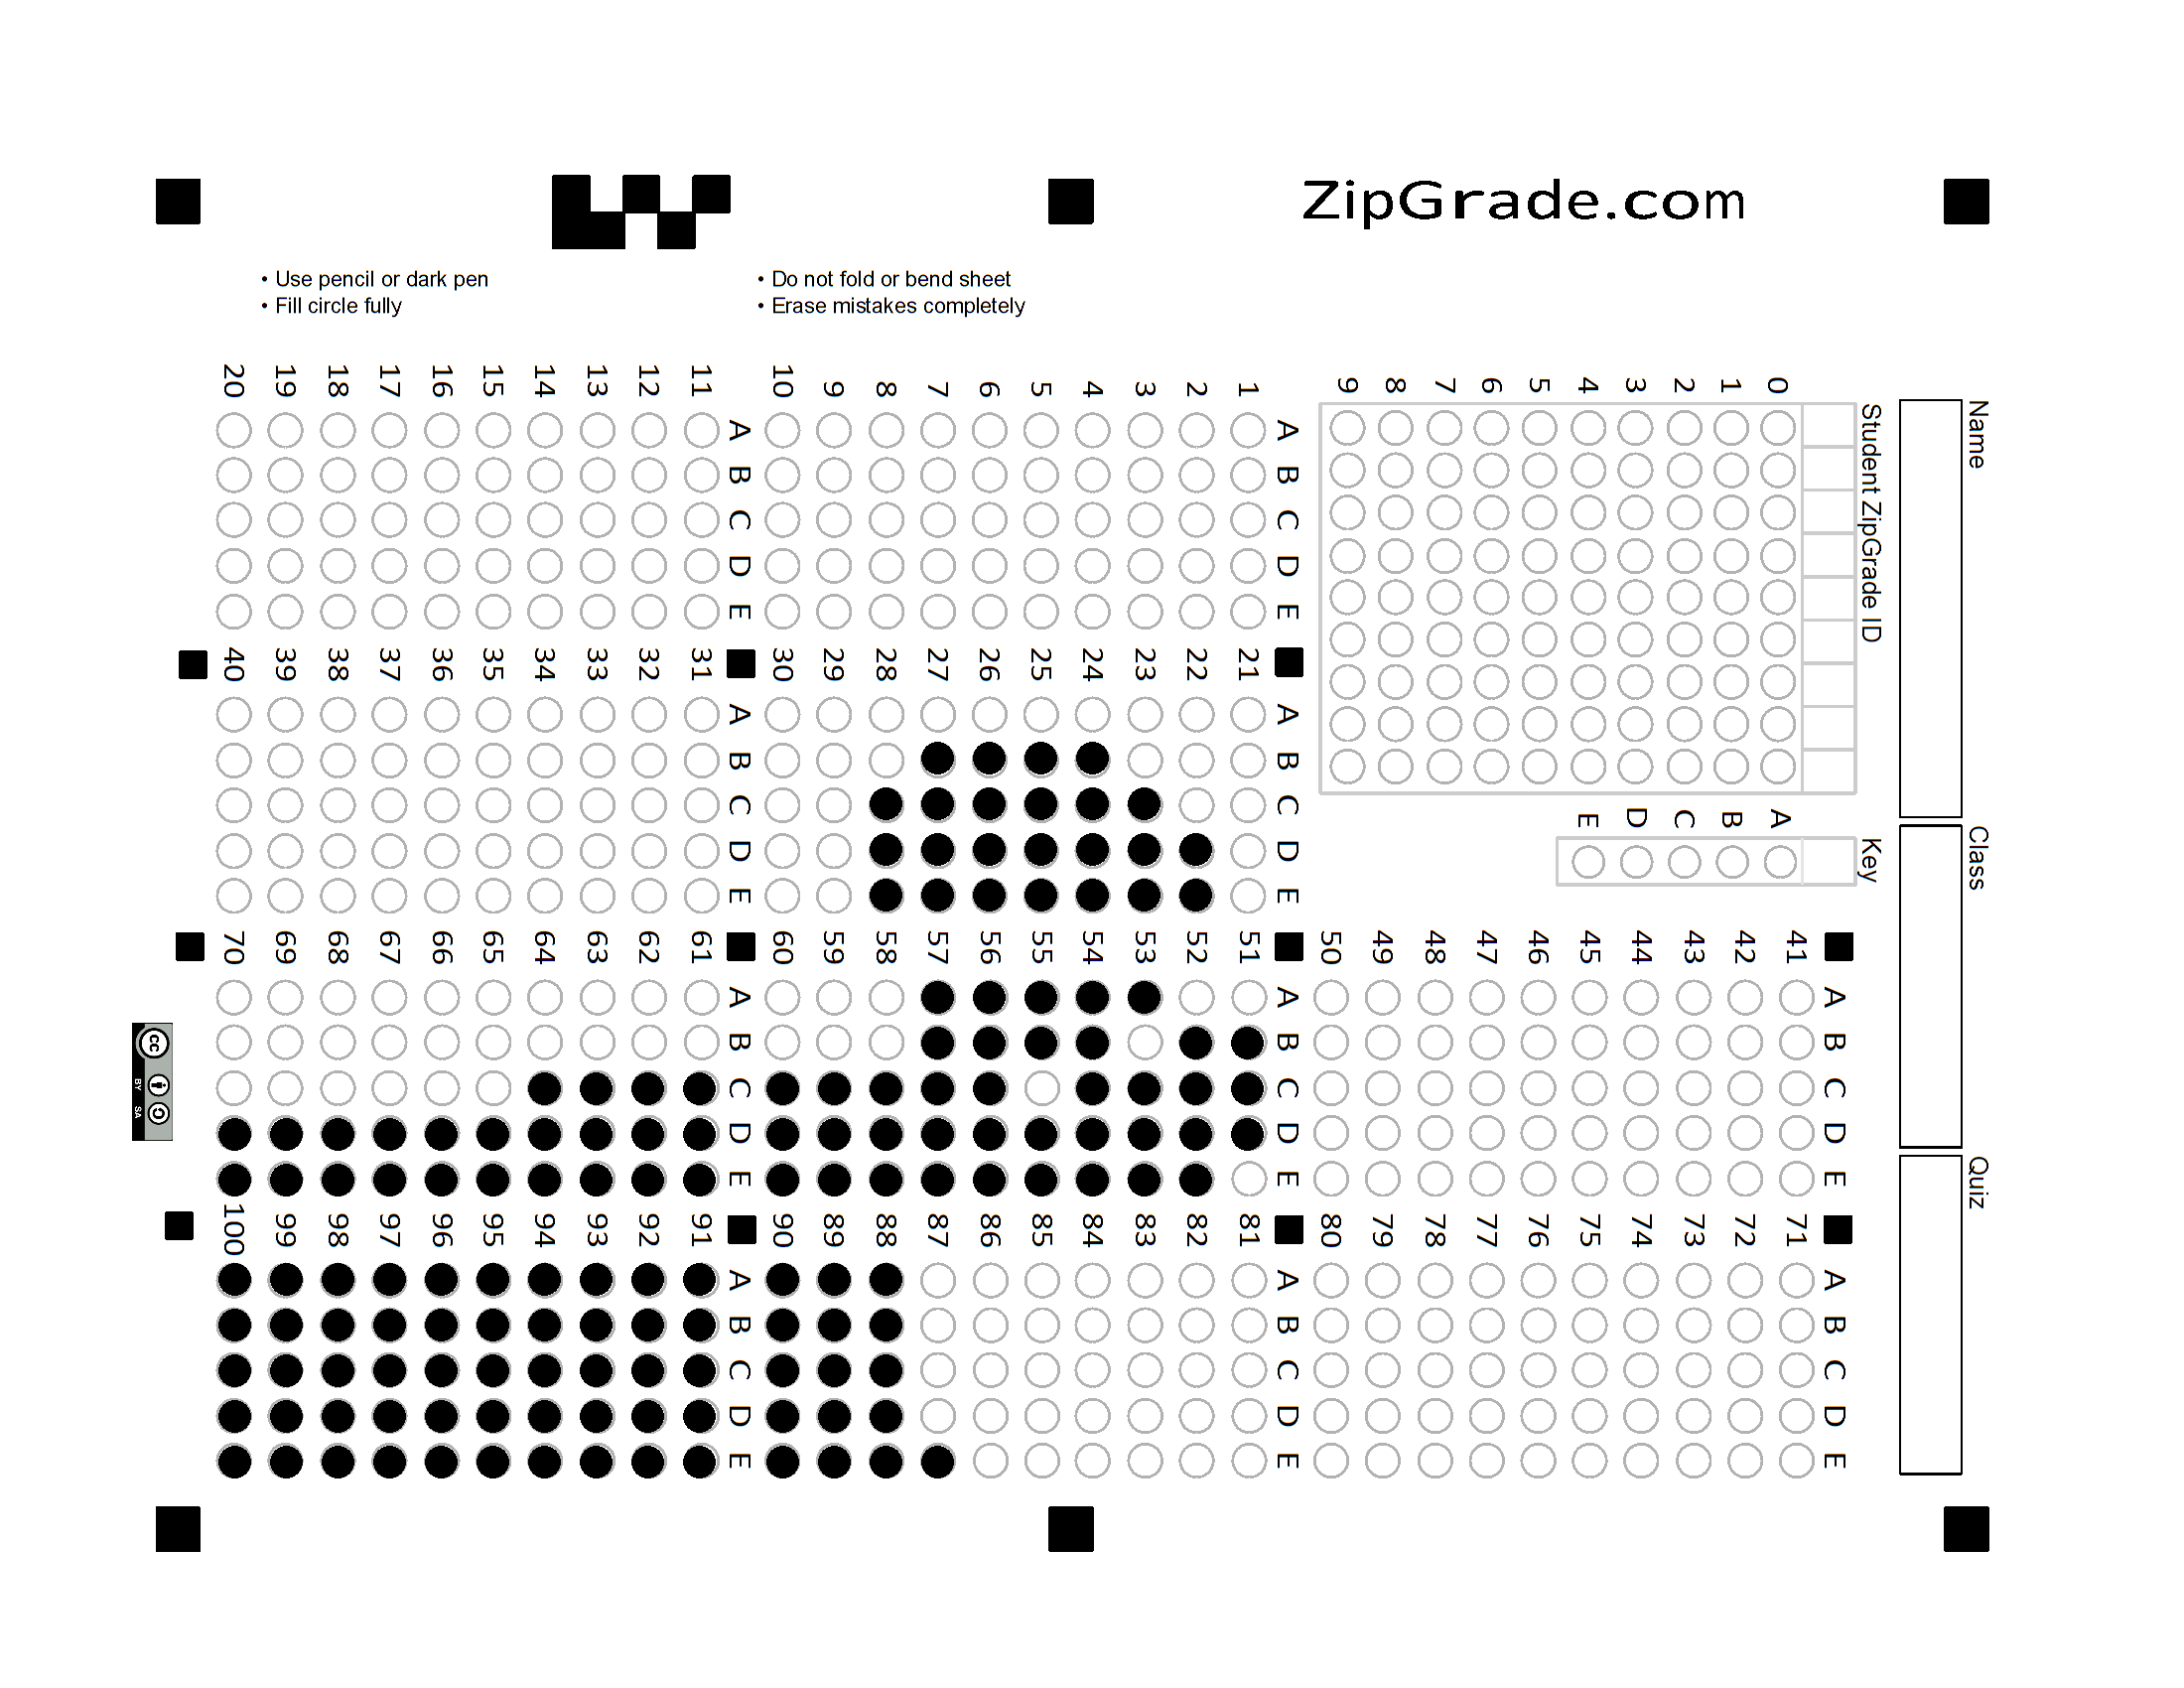 ZipGrade.com
• Use pencil or dark pen
• Fill circle fully
• Do not fold or bend sheet
• Erase mistakes completely
Name
Class
Quiz
Student ZipGrade ID
0 1 2 3 4 5 6 7 8 9
Key
A B C D E
1 2 3 4 5 6 7 8 9 10
A B C D E
11 12 13 14 15 16 17 18 19 20
A B C D E
21 22 23 24 25 26 27 28 29 30
A B C D E
31 32 33 34 35 36 37 38 39 40
A B C D E
41 42 43 44 45 46 47 48 49 50
A B C D E
51 52 53 54 55 56 57 58 59 60
A B C D E
61 62 63 64 65 66 67 68 69 70
A B C D E
71 72 73 74 75 76 77 78 79 80
A B C D E
81 82 83 84 85 86 87 88 89 90
A B C D E
91 92 93 94 95 96 97 98 99 100
A B C D E
cc
BY SA